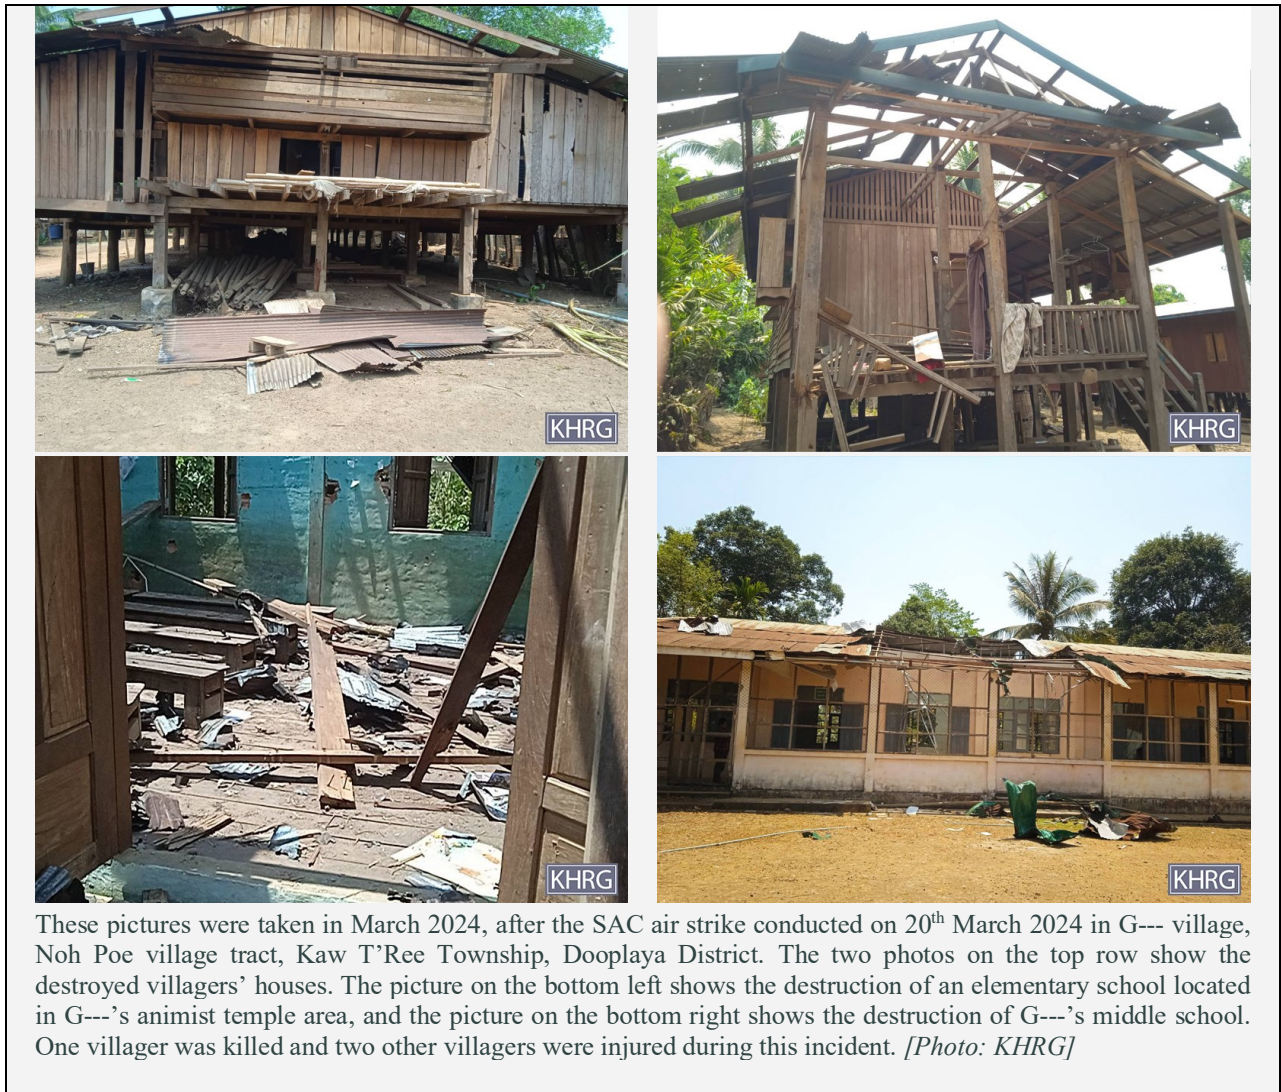 KHRG
KHRG
KHRG
KHRG
These pictures were taken in March 2024, after the SAC air strike conducted on 20th March 2024 in G--- village,
Noh Poe village tract, Kaw T’Ree Township, Dooplaya District. The two photos on the top row show the
destroyed villagers’ houses. The picture on the bottom left shows the destruction of an elementary school located
in G---’s animist temple area, and the picture on the bottom right shows the destruction of G---’s middle school.
One villager was killed and two other villagers were injured during this incident. [Photo: KHRG]